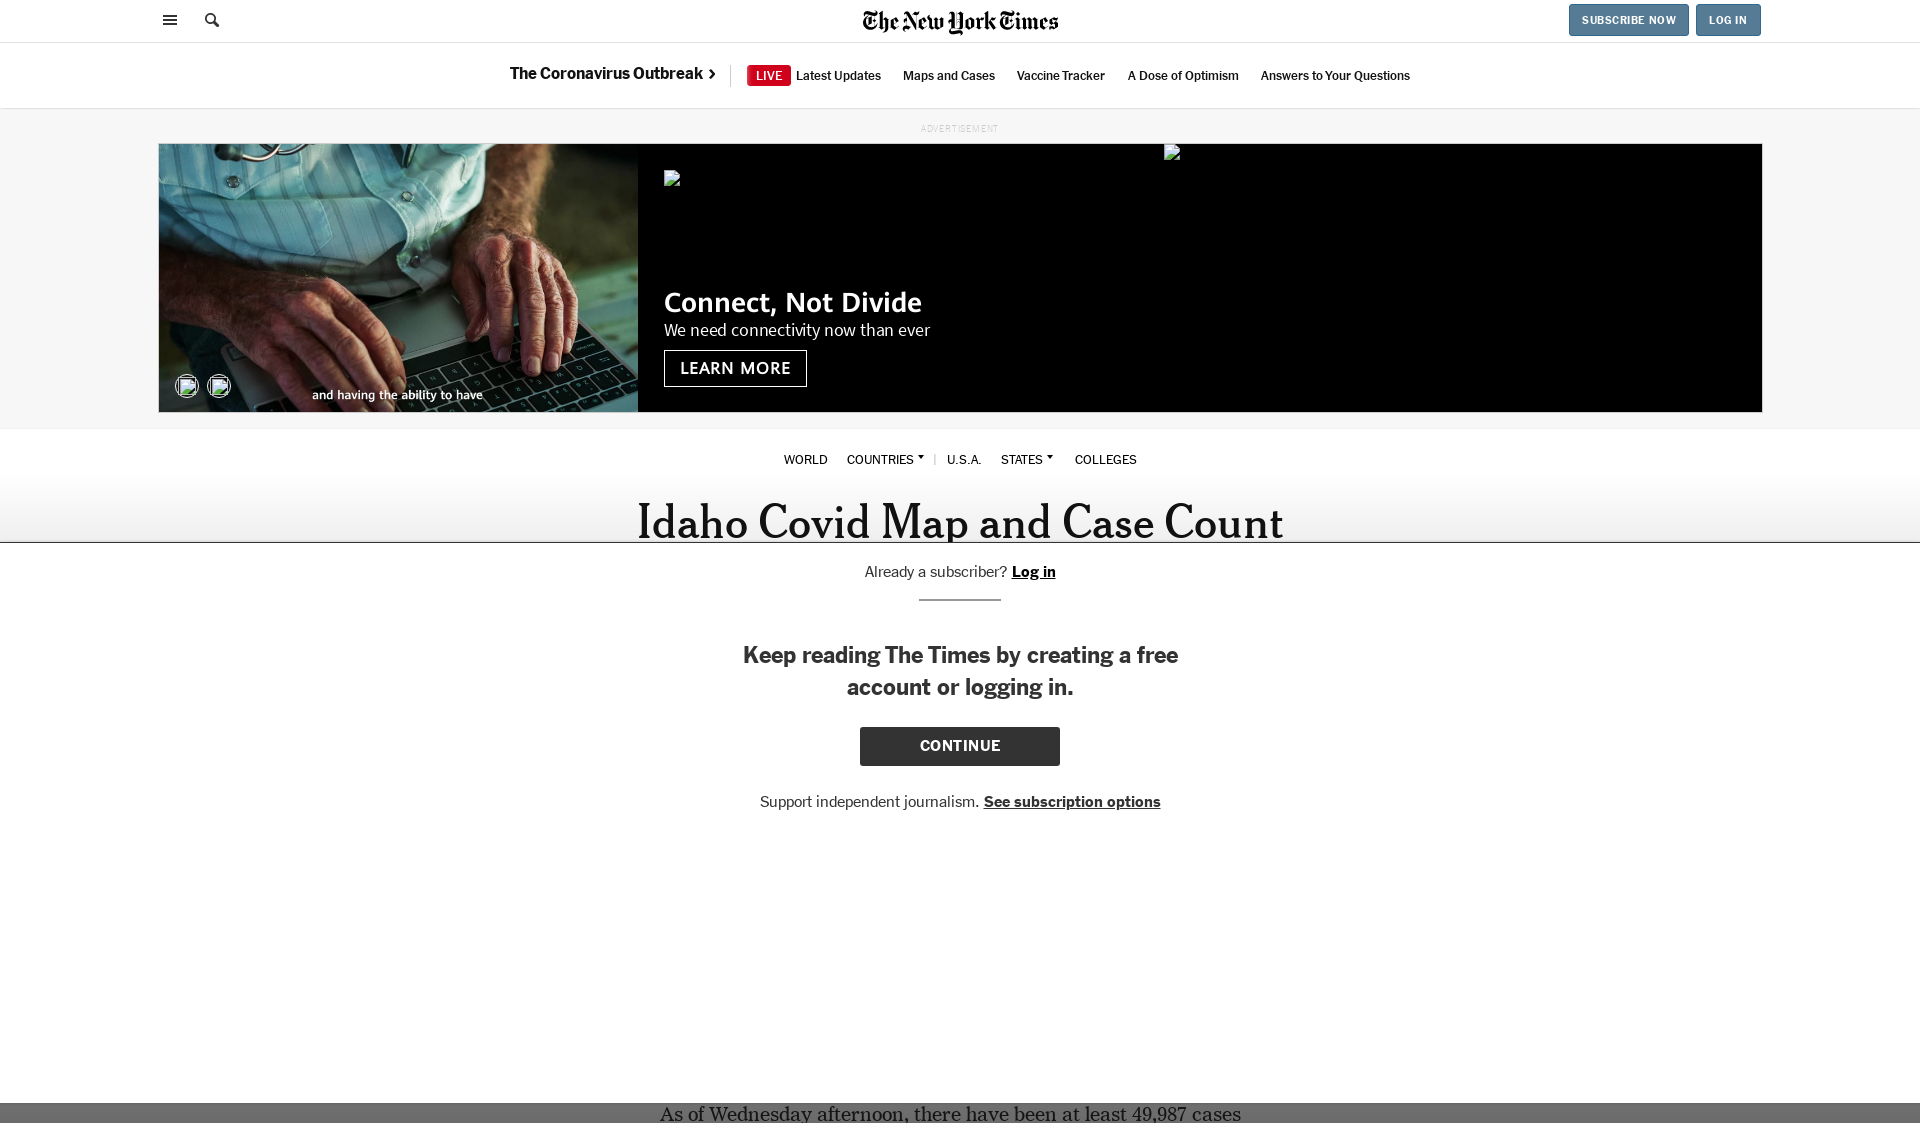 The New York Times
SUBSCRIBE NOW
LOG IN
The Coronavirus Outbreak ›
LIVE Latest Updates
Maps and Cases
Vaccine Tracker
A Dose of Optimism
Answers to Your Questions
ADVERTISEMENT
Connect, Not Divide
We need connectivity now than ever
LEARN MORE
and having the ability to have
WORLD COUNTRIES | U.S.A. STATES COLLEGES
Idaho Covid Map and Case Count
Already a subscriber? Log in
Keep reading The Times by creating a free
account or logging in.
CONTINUE
Support independent journalism. See subscription options
As of Wednesday afternoon, there have been at least 49,987 cases